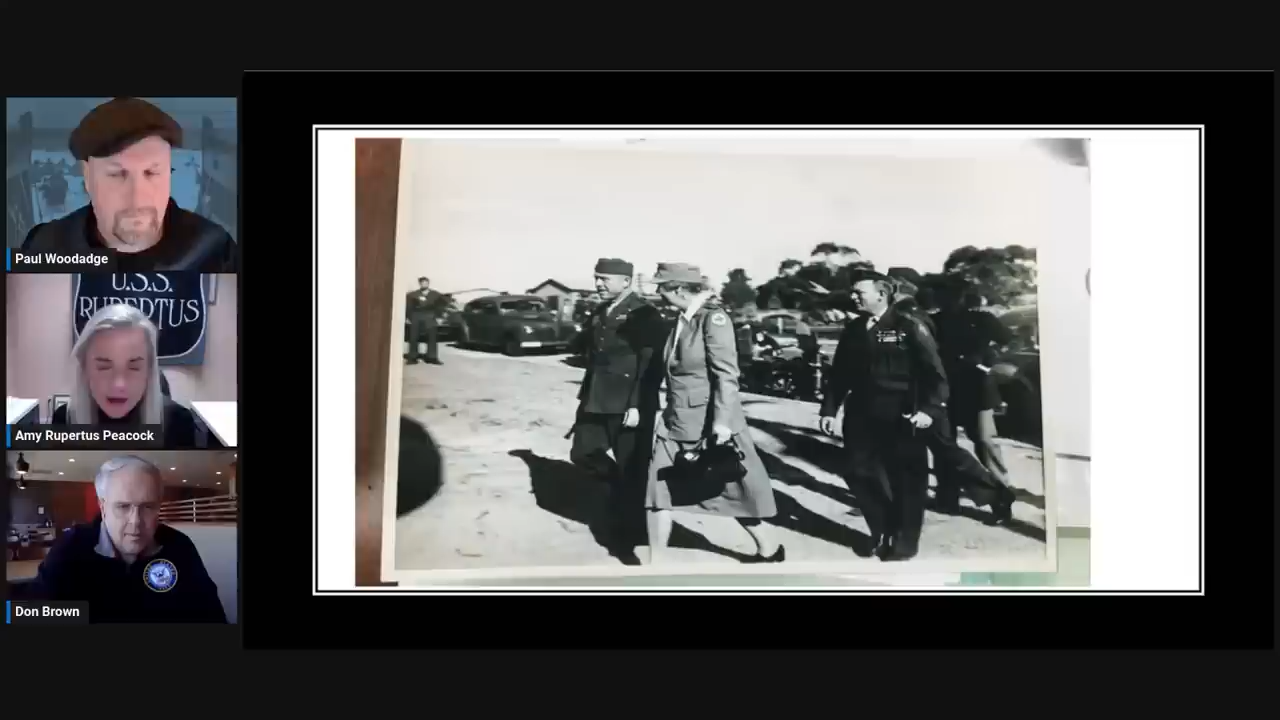 Paul Woodadge
U.S.S.
RUPERTUS
Amy Rupertus Peacock
Don Brown